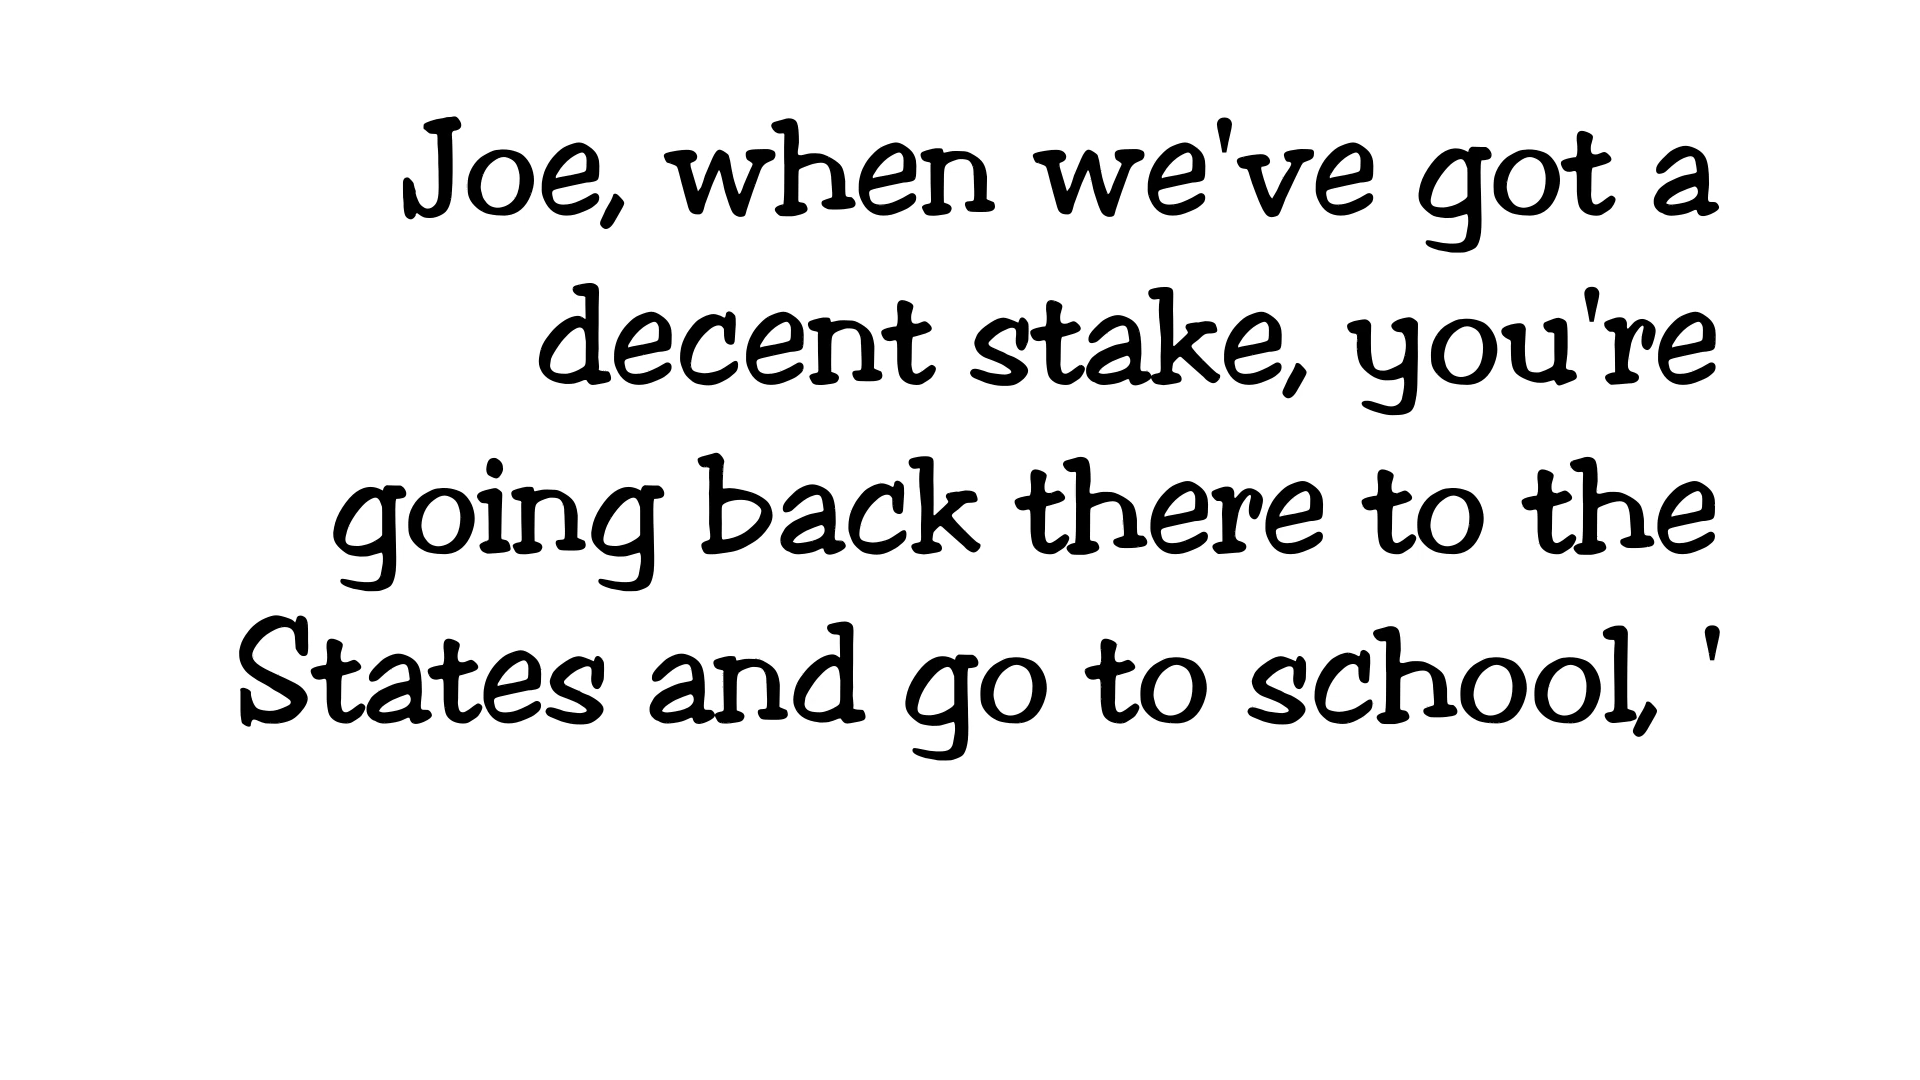 Joe, when we've got a
decent stake, you're
going back there to the
States and go to school, '